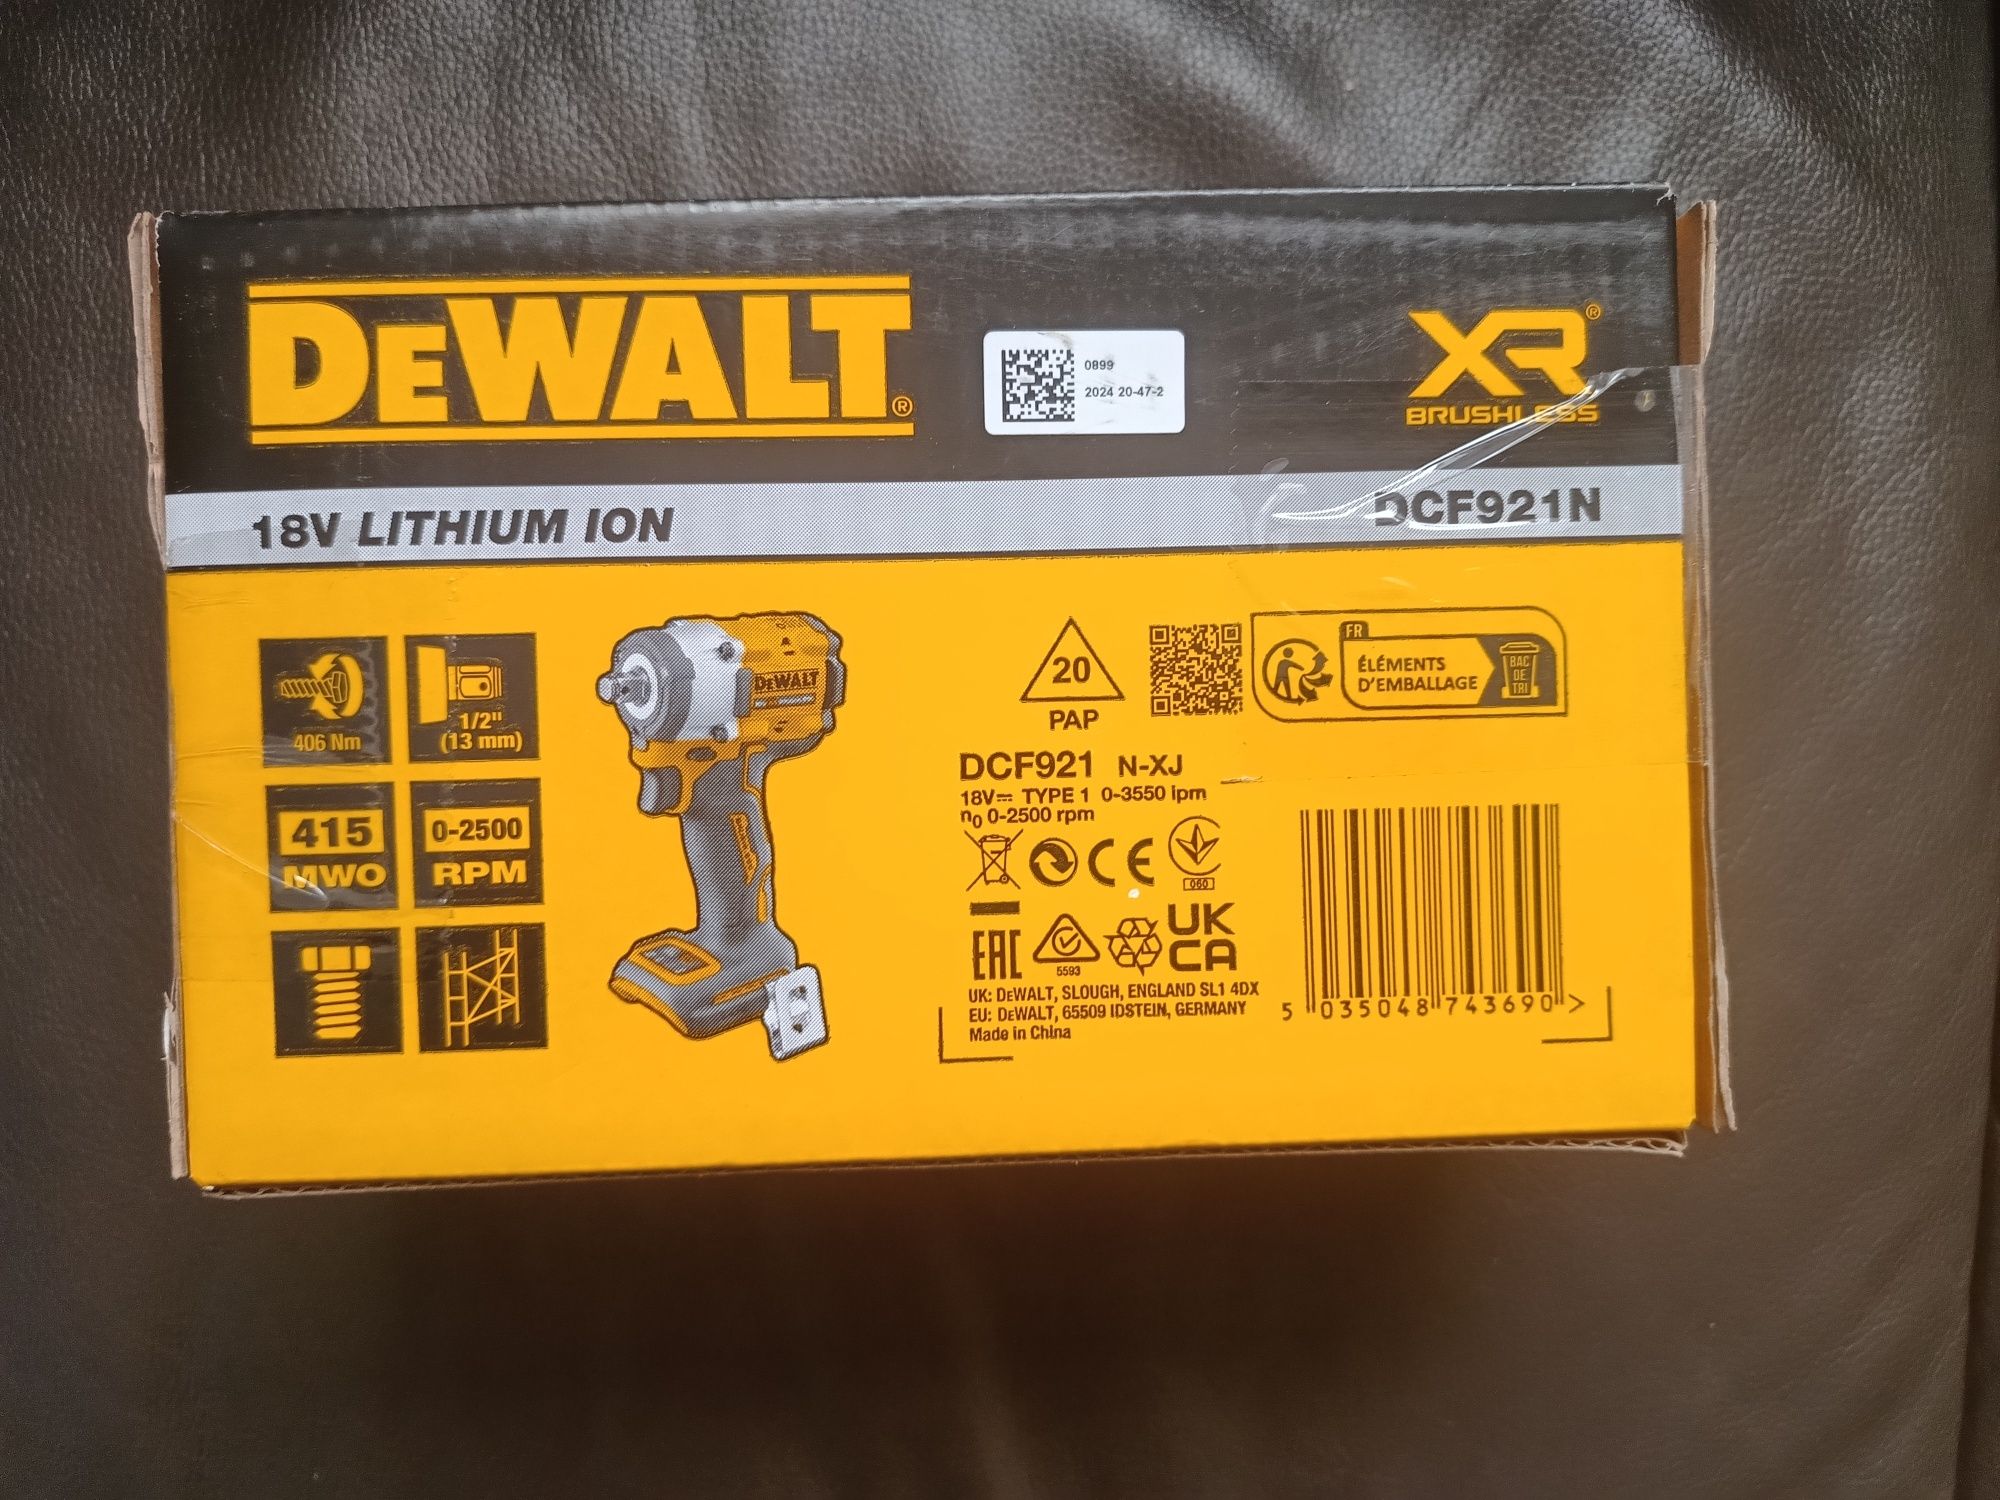 DEWALT®
0899
2024 20-47-2
XR®
BRUSHLESS
18V LITHIUM ION
DCF921N
406 Nm
1/2"
(13 mm)
415
MWO
0-2500
RPM
DEWALT
20
PAP
FR
ÉLÉMENTS
D'EMBALLAGE
BAC
DE
TRI
DCF921 N-XJ
18V⎓ TYPE 1 0-3550 ipm
n0 0-2500 rpm
CE
060
EAC
5593
UK
CA
UK: DEWALT, SLOUGH, ENGLAND SL1 4DX
EU: DEWALT, 65509 IDSTEIN, GERMANY
Made in China
5 035048 743690 >